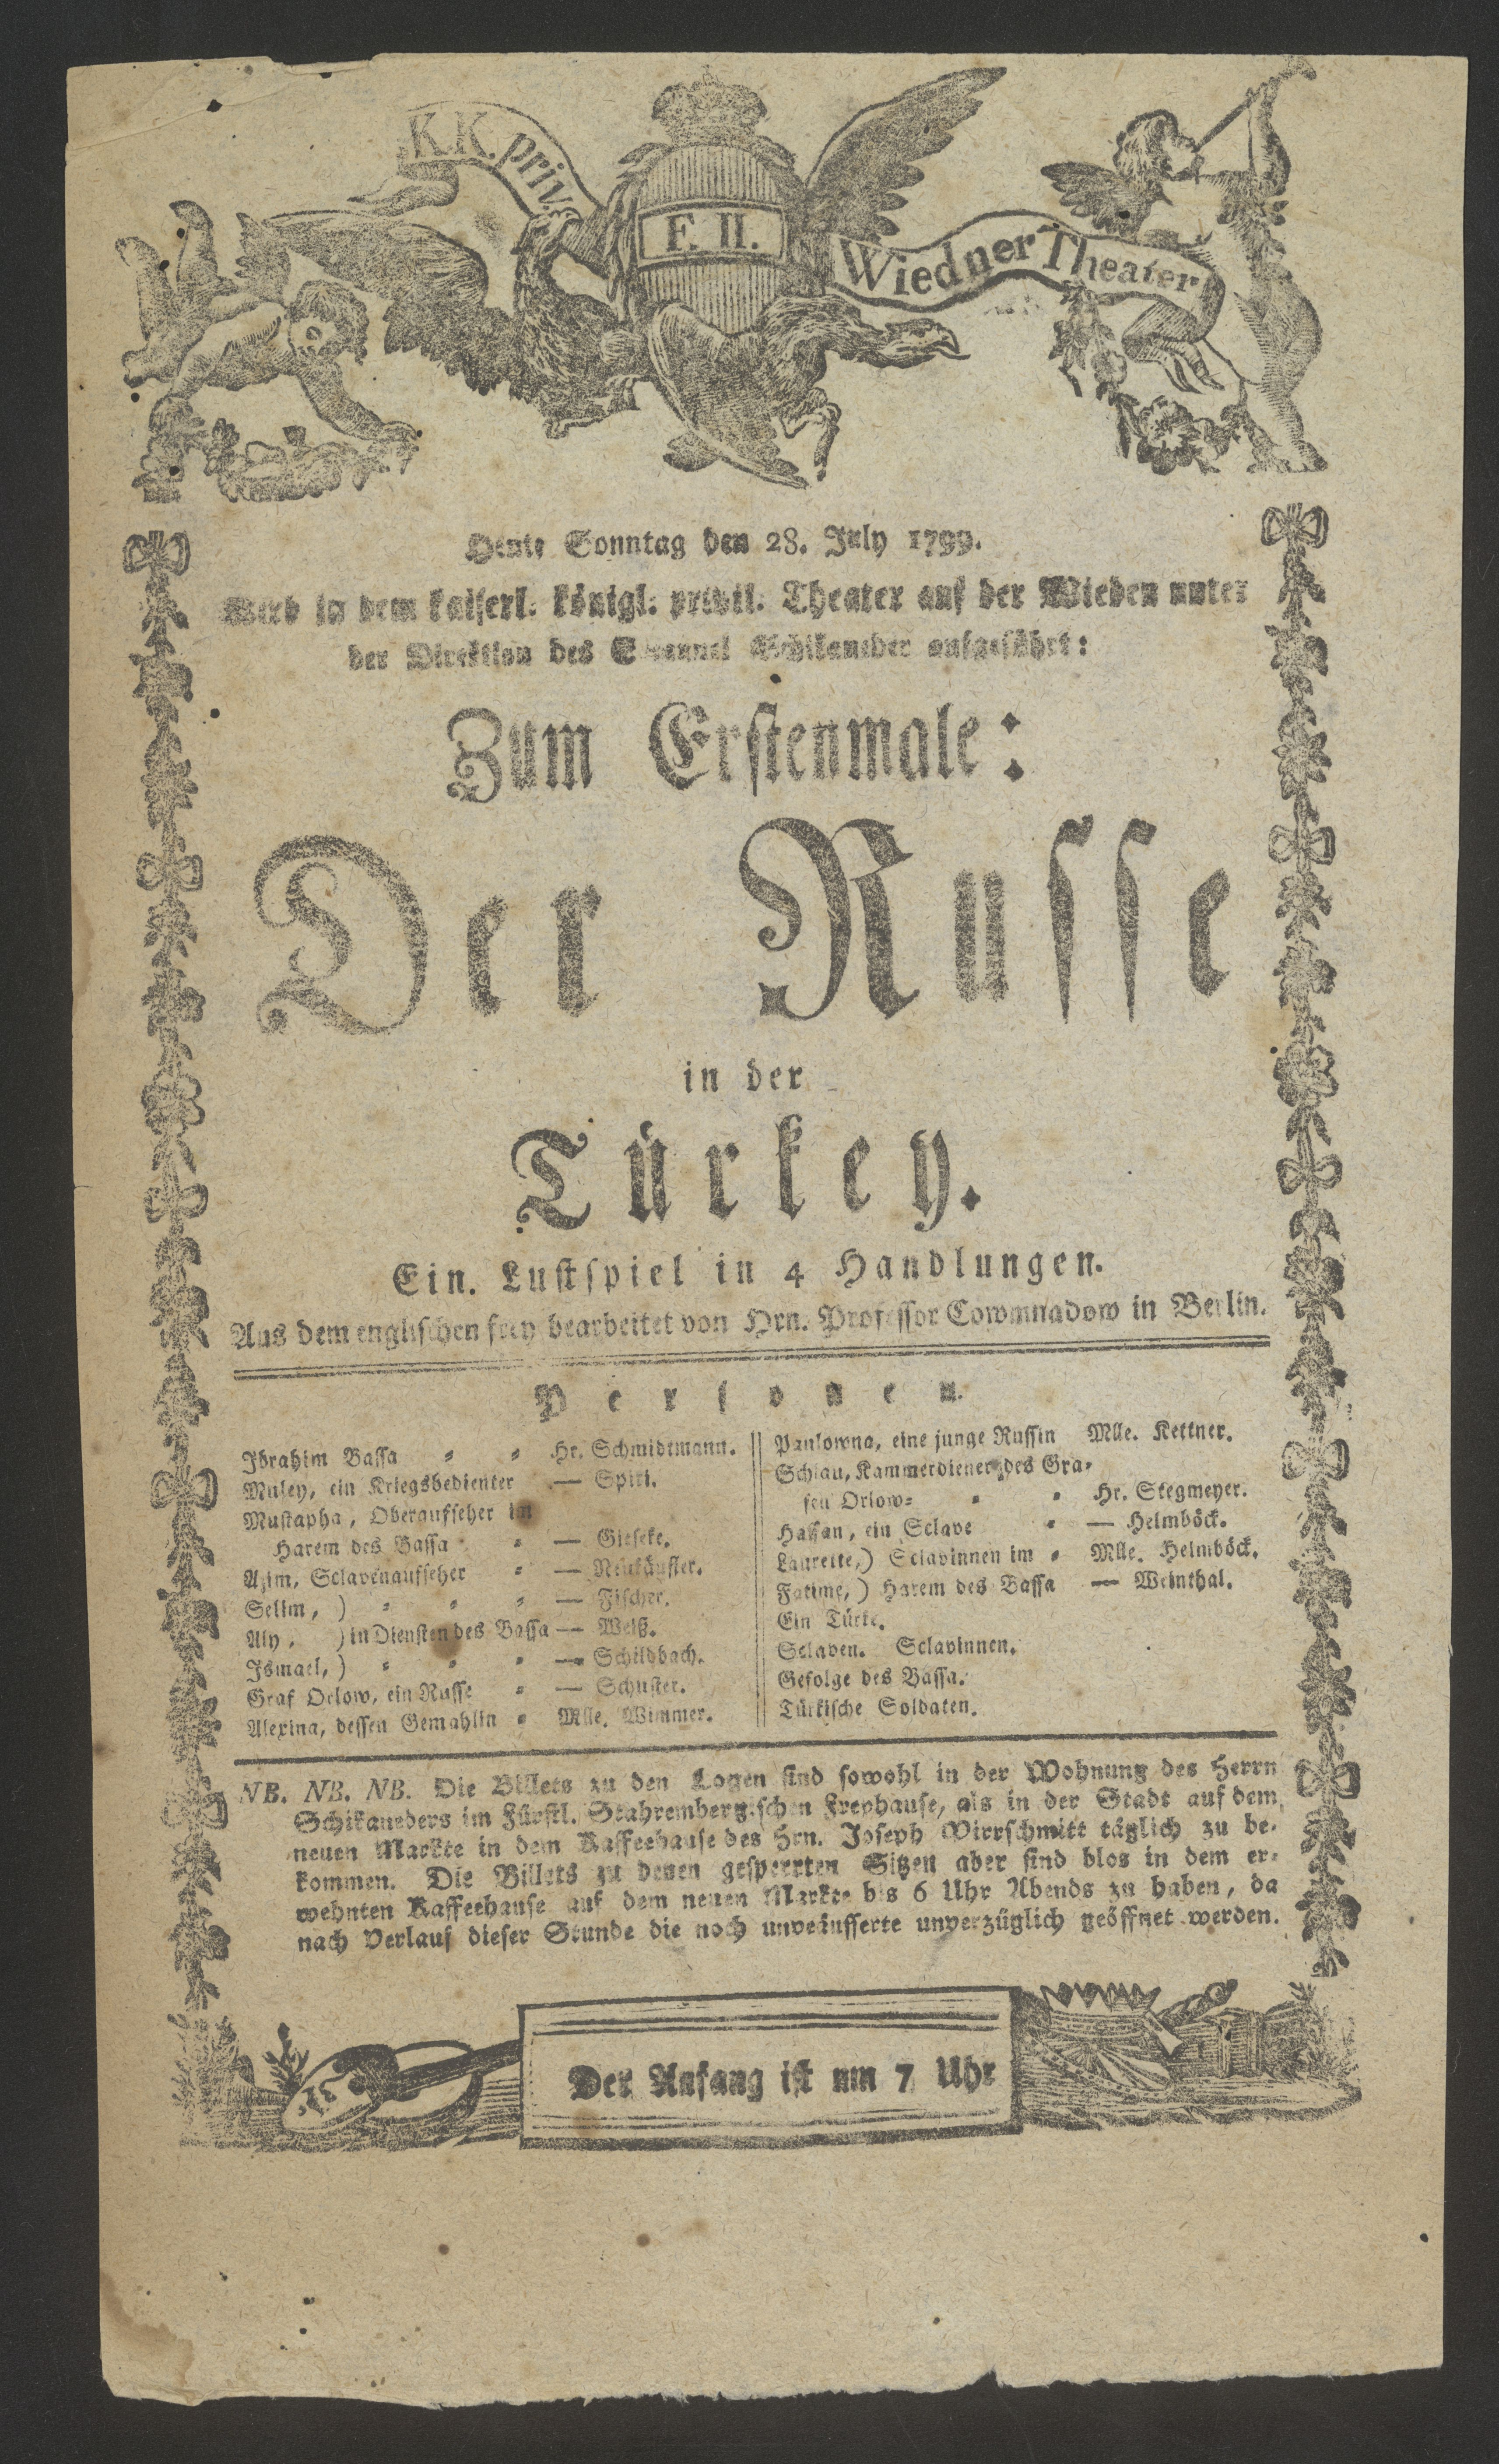 K.K. priv.
F. II.
Wiedner Theater
Heute Sonntag den 28. July 1799.
Wird in dem kaiserl. königl. privil. Theater auf der Wieden unter
der Direktion des Emanuel Schikaneder aufgeführt:
Zum Erstenmale:
Der Russe
in der
Türkey.
Ein. Lustspiel in 4 Handlungen.
Aus dem englischen frey bearbeitet von Hrn. Professor Cowmnadow in Berlin.
Personen.
Ibrahim Bassa = = Hr. Schmidtmann.
Muley, ein Kriegsbedienter — Spiri.
Mustapha, Oberaufseher im
Harem des Bassa = — Gieseke.
Azim, Sclavenaufseher = — Neukäufler.
Selim, ) = = = — Fischer.
Aly, ) in Diensten des Bassa — Weiß.
Ismael, ) = = = — Schildbach.
Graf Orlow, ein Russe = — Schuster.
Alexina, dessen Gemahlin = Mlle. Wimmer.
Paulowna, eine junge Russin Mlle. Kettner.
Schlau, Kammerdiener des Gra=
fen Orlow= = = Hr. Stegmeyer.
Hassan, ein Sclave = — Helmböck.
Laurette,) Sclavinnen im = Mlle. Helmböck.
Fatime, ) Harem des Bassa — Weinthal.
Ein Türke.
Sclaven. Sclavinnen.
Gefolge des Bassa.
Türkische Soldaten.
NB. NB. NB. Die Billets zu den Logen sind sowohl in der Wohnung des Herrn
Schikaneders im Fürstl. Stahrembergischen Freyhause, als in der Stadt auf dem
neuen Markte in dem Kaffeehause des Hrn. Joseph Wirrschmitt täglich zu be=
kommen. Die Billets zu denen gesperrten Sitzen aber sind blos in dem er=
wehnten Kaffeehause auf dem neuen Markte bis 6 Uhr Abends zu haben, da
nach Verlauf dieser Stunde die noch unveäusserte unverzüglich geöffnet werden.
Der Anfang ist um 7 Uhr